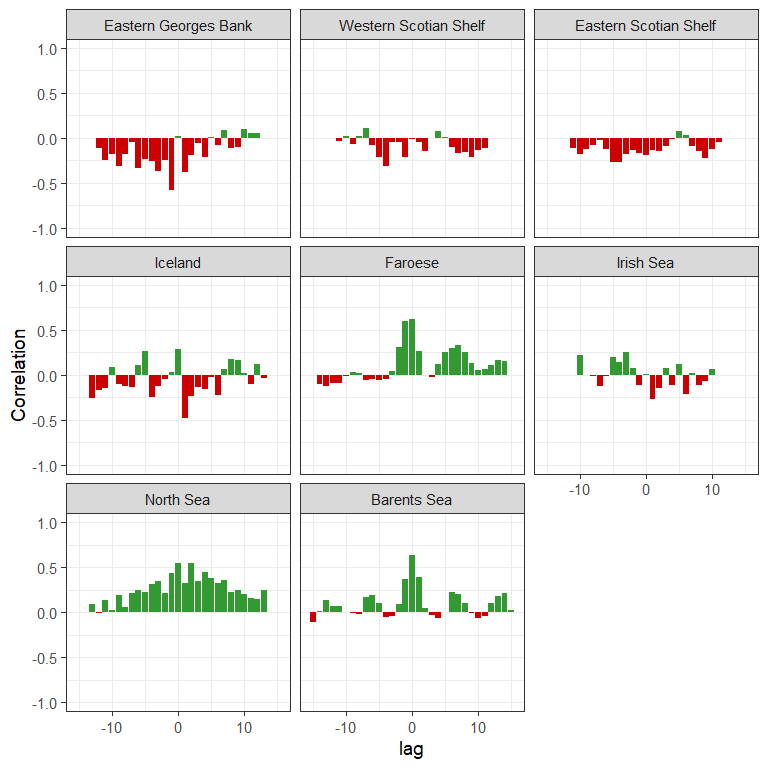 Eastern Georges Bank
Western Scotian Shelf
Eastern Scotian Shelf
1.0
0.5
0.0
-0.5
-1.0
Iceland
Faroese
Irish Sea
1.0
0.5
0.0
-0.5
-1.0
-10 0 10
Correlation
North Sea
Barents Sea
1.0
0.5
0.0
-0.5
-1.0
-10 0 10
-10 0 10
lag